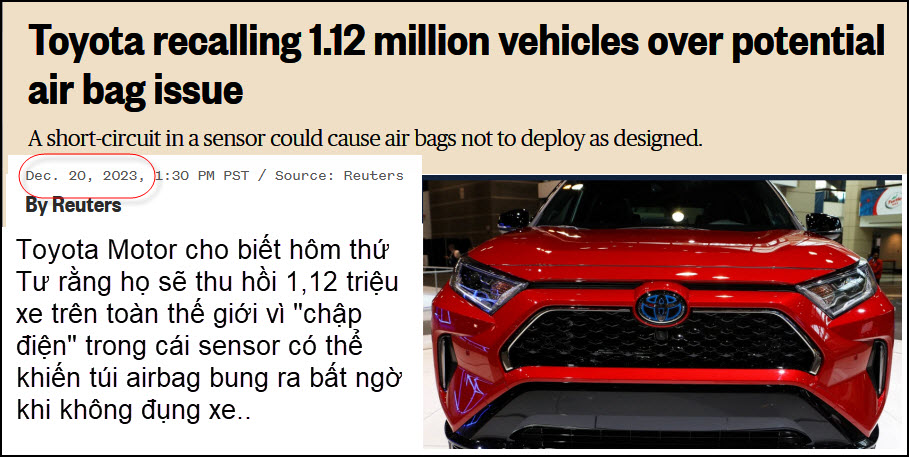 Toyota recalling 1.12 million vehicles over potential
air bag issue
A short-circuit in a sensor could cause air bags not to deploy as designed.
Dec. 20, 2023, 1:30 PM PST / Source: Reuters
By Reuters
Toyota Motor cho biết hôm thứ
Tư rằng họ sẽ thu hồi 1,12 triệu
xe trên toàn thế giới vì "chập
điện" trong cái sensor có thể
khiến túi airbag bung ra bất ngờ
khi không đụng xe..